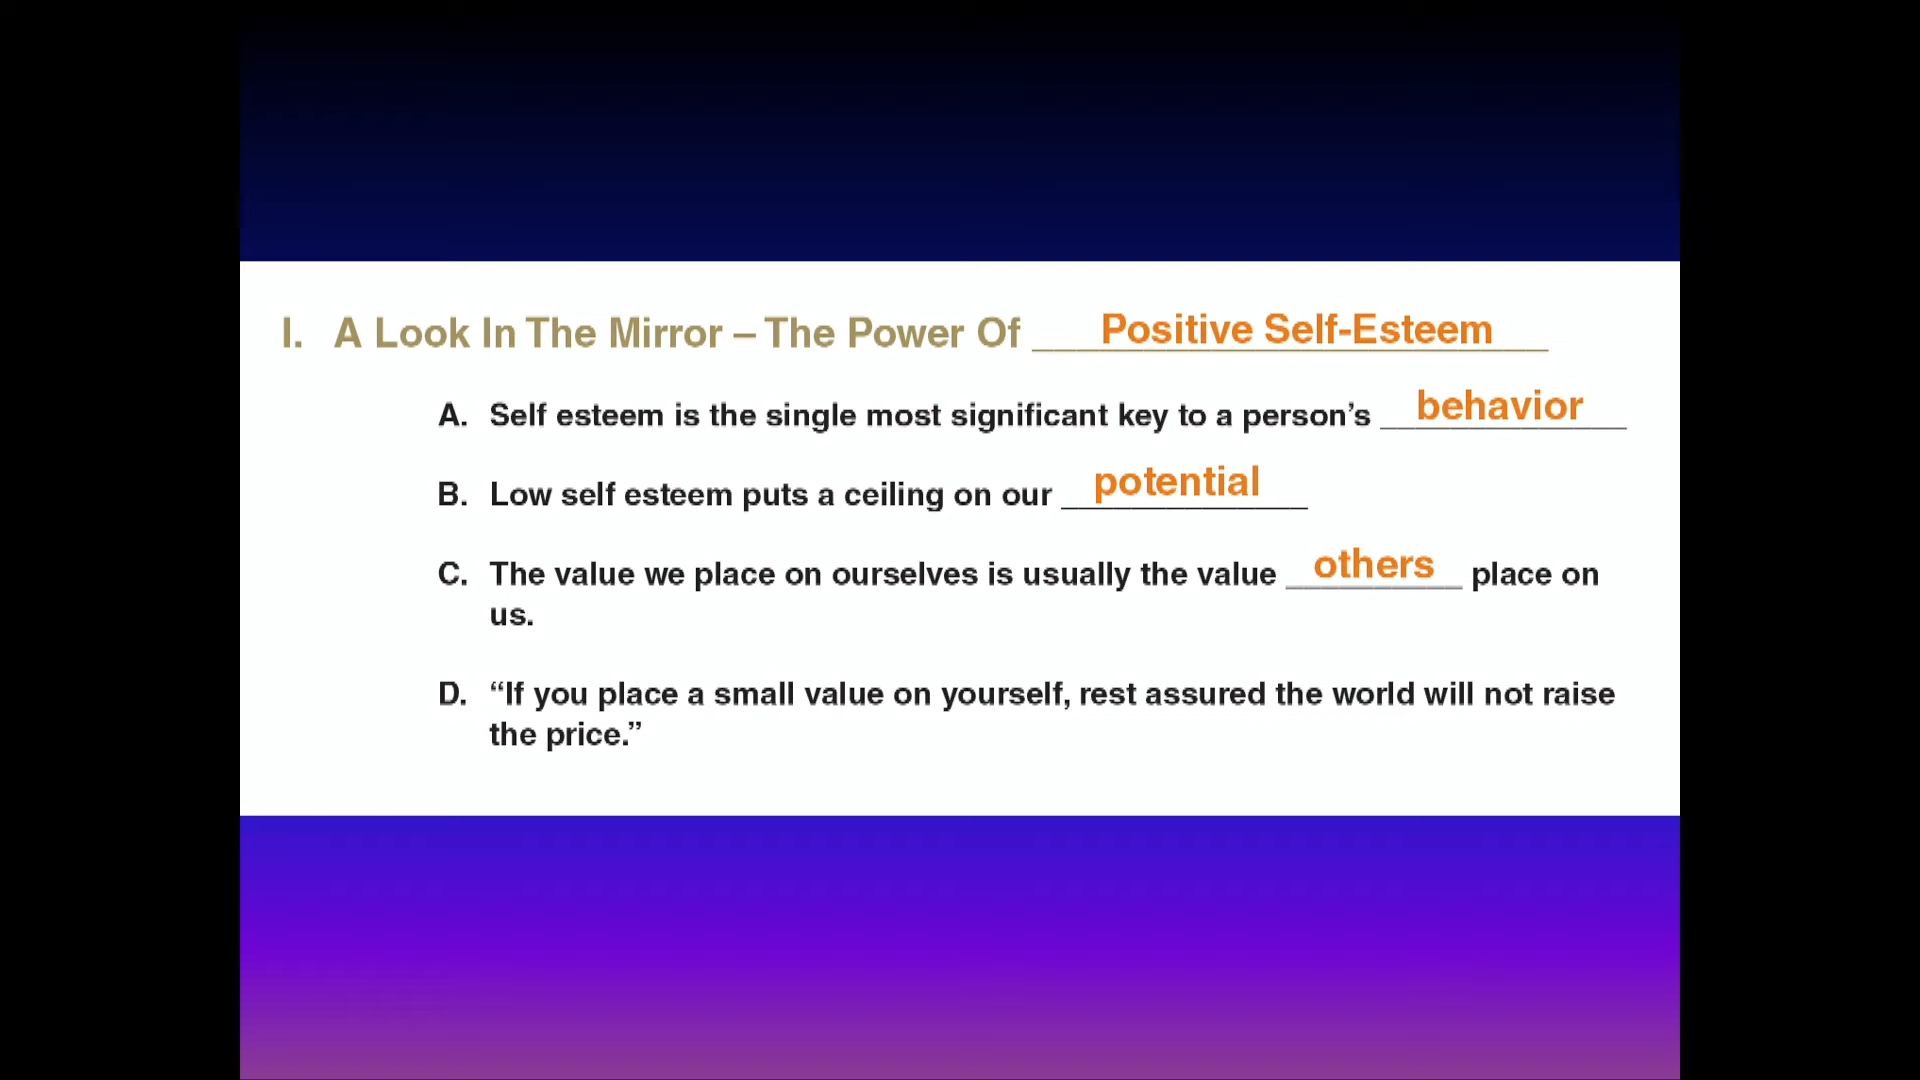 I. A Look In The Mirror – The Power Of Positive Self-Esteem
A. Self esteem is the single most significant key to a person’s behavior
B. Low self esteem puts a ceiling on our potential
C. The value we place on ourselves is usually the value others place on
us.
D. “If you place a small value on yourself, rest assured the world will not raise
the price.”